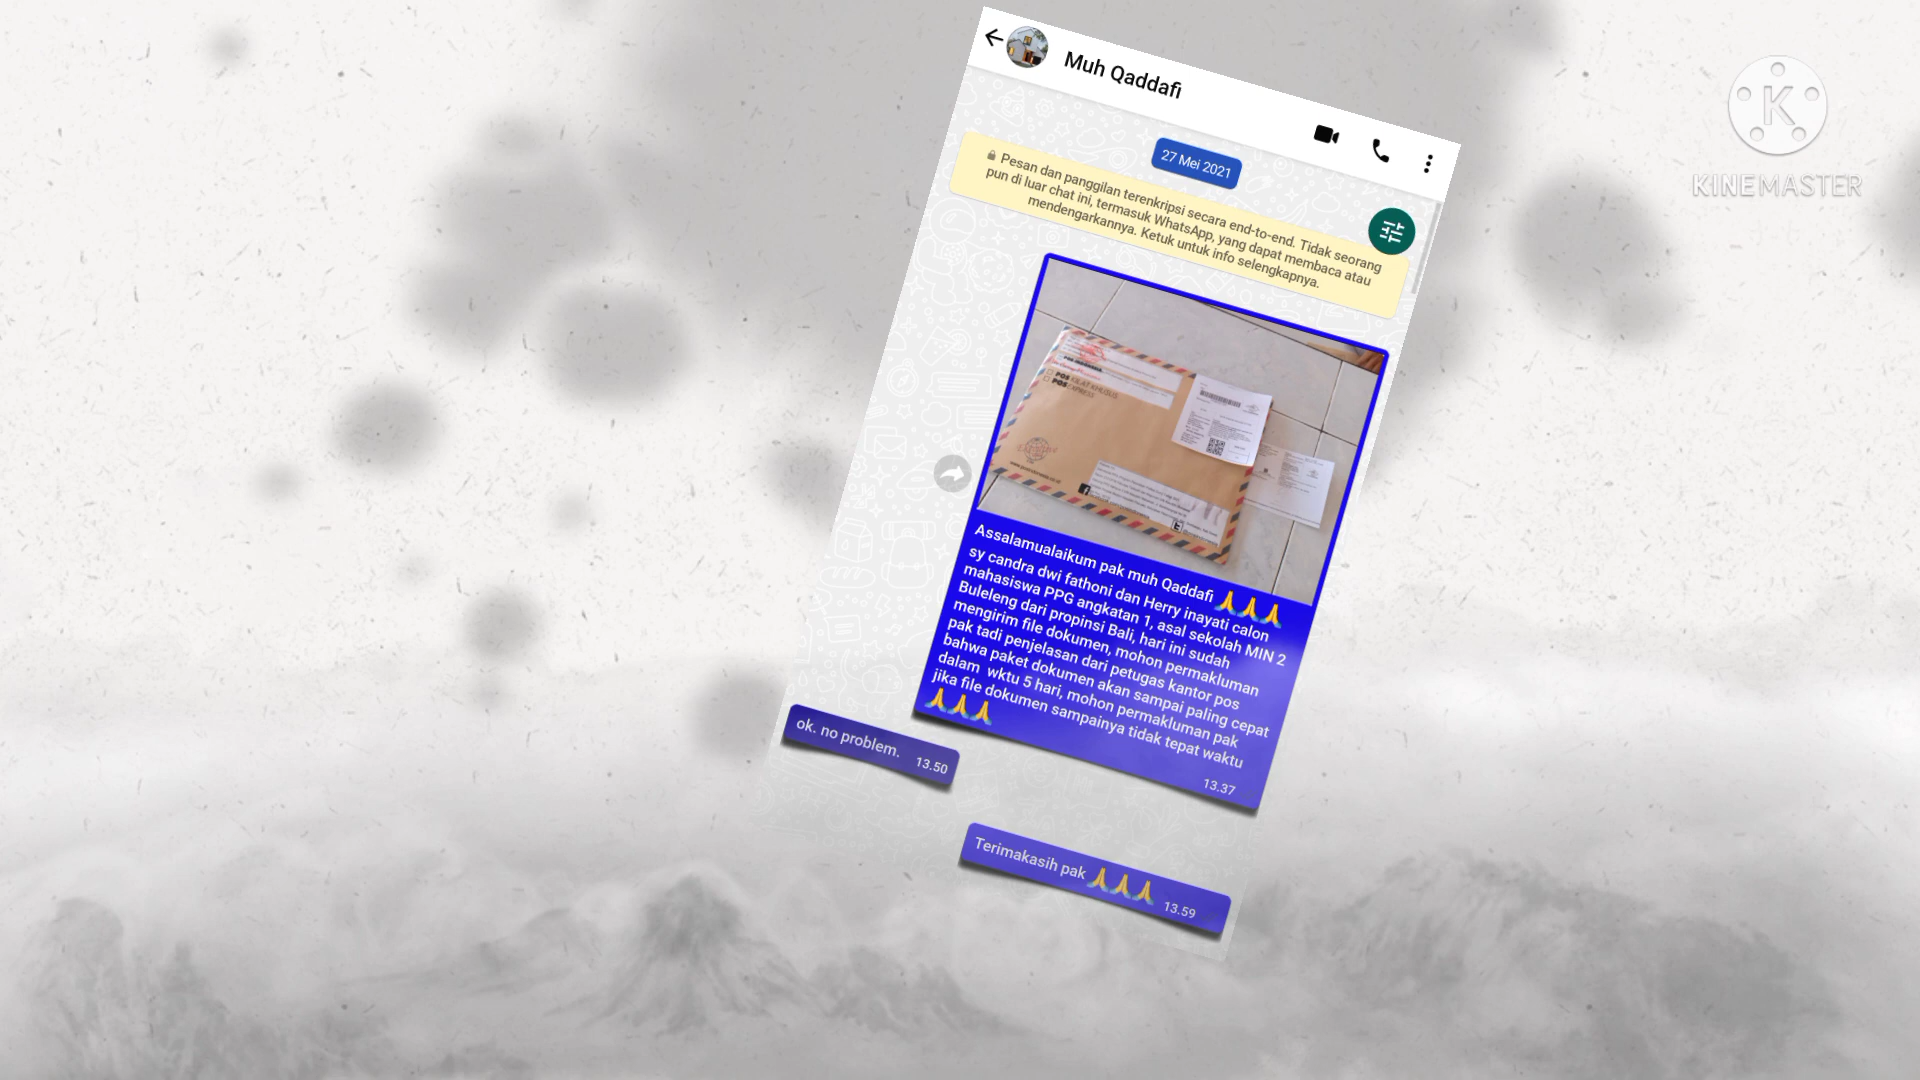 Muh Qaddafi
27 Mei 2021
Pesan dan panggilan terenkripsi secara end-to-end. Tidak seorang
pun di luar chat ini, termasuk WhatsApp, yang dapat membaca atau
mendengarkannya. Ketuk untuk info selengkapnya.
POS KILAT KHUSUS
POS EXPRESS
Assalamualaikum pak muh Qaddafi 🙏🙏🙏
sy candra dwi fathoni dan Herry inayati calon
mahasiswa PPG angkatan 1, asal sekolah MIN 2
Buleleng dari propinsi Bali, hari ini sudah
mengirim file dokumen, mohon permakluman
pak tadi penjelasan dari petugas kantor pos
bahwa paket dokumen akan sampai paling cepat
dalam wktu 5 hari, mohon permakluman pak
jika file dokumen sampainya tidak tepat waktu
🙏🙏🙏
13.37
ok. no problem. 13.50
Terimakasih pak 🙏🙏🙏 13.59
KINEMASTER